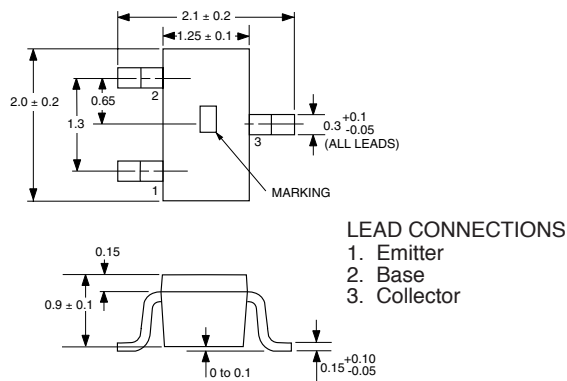 2.1 ± 0.2
1.25 ± 0.1
2
2.0 ± 0.2
0.65
1.3
0.3 +0.1 -0.05
3
(ALL LEADS)
1
MARKING
LEAD CONNECTIONS
1. Emitter
2. Base
3. Collector
0.15
0.9 ± 0.1
0 to 0.1
0.15 +0.10 -0.05